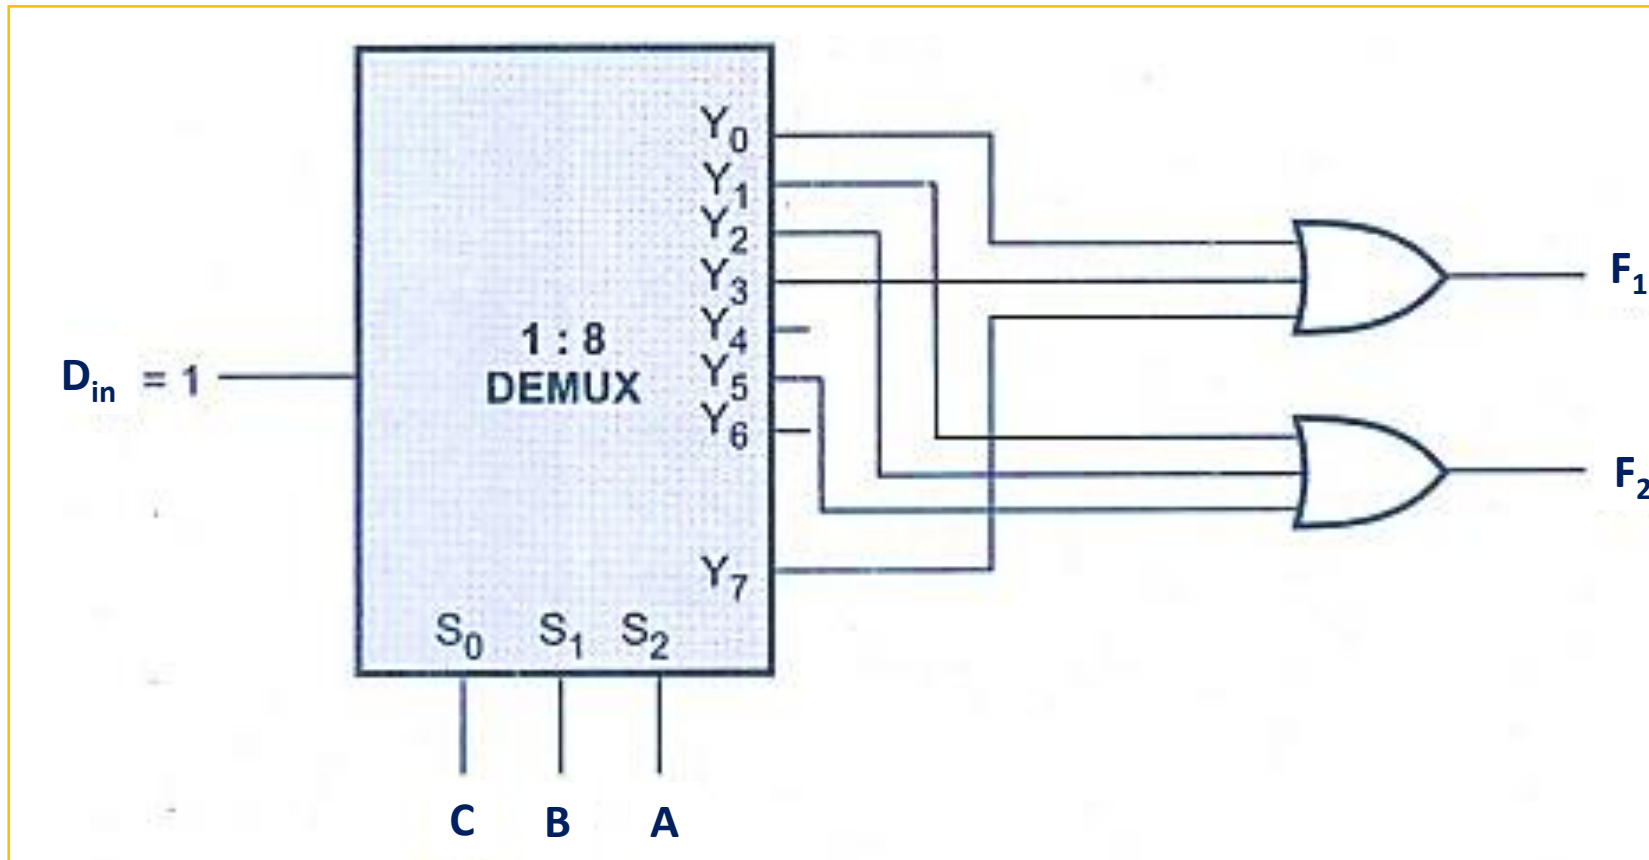 Y0
Y1
Y2
Y3
Y4
Y5
Y6
Y7
1 : 8
DEMUX
Din = 1
S0 S1 S2
C B A
F1
F2